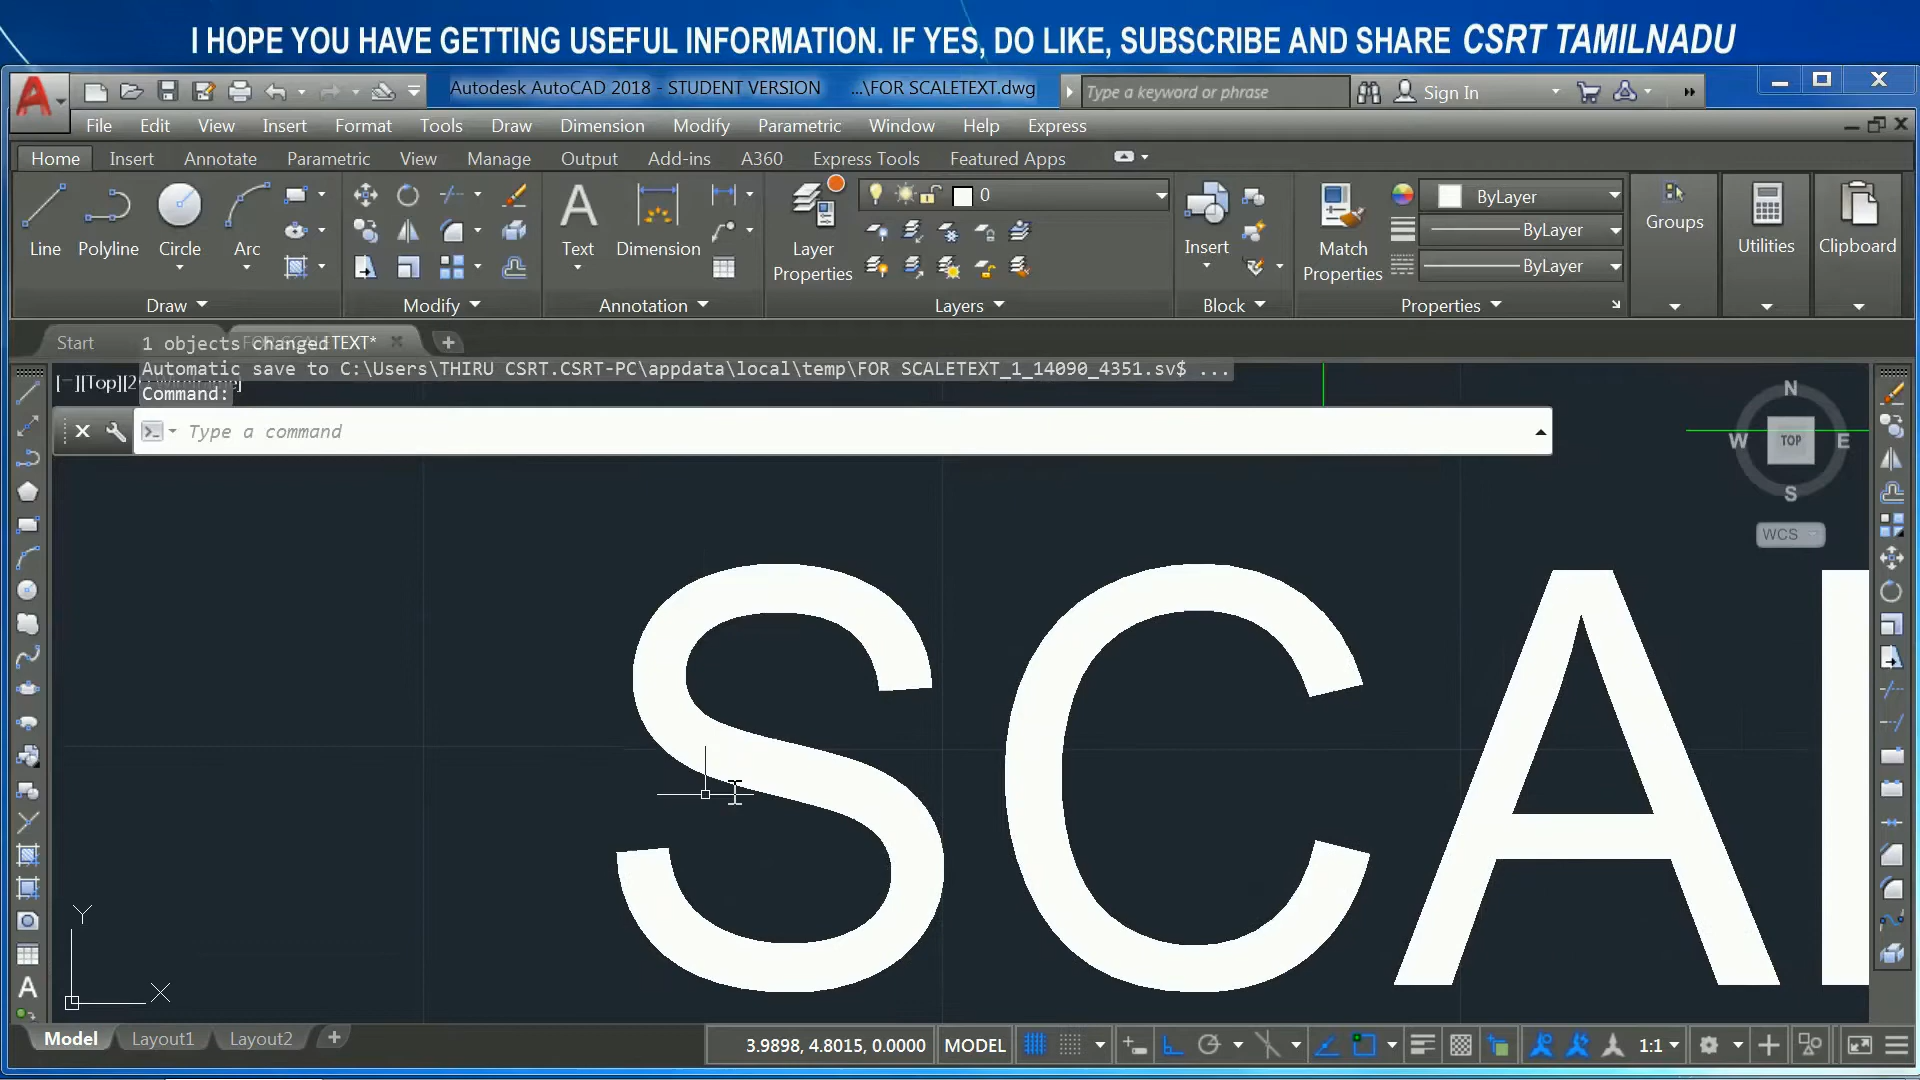 I HOPE YOU HAVE GETTING USEFUL INFORMATION. IF YES, DO LIKE, SUBSCRIBE AND SHARE CSRT TAMILNADU
Autodesk AutoCAD 2018 - STUDENT VERSION ...\FOR SCALETEXT.dwg
Type a keyword or phrase
Sign In
File Edit View Insert Format Tools Draw Dimension Modify Parametric Window Help Express
Home Insert Annotate Parametric View Manage Output Add-ins A360 Express Tools Featured Apps
Line Polyline Circle Arc
Text Dimension
Layer Properties
0
Insert
Match Properties
ByLayer
ByLayer
ByLayer
Groups Utilities Clipboard
Draw Modify Annotation Layers Block Properties
Start
1 objects changed
TEXT*
Automatic save to C:\Users\THIRU CSRT.CSRT-PC\appdata\local\temp\FOR SCALETEXT_1_14090_4351.sv$ ...
[−][Top][2
Command:
Type a command
N
W TOP E
S
WCS
SCAL
Y
X
A
Model Layout1 Layout2
3.9898, 4.8015, 0.0000 MODEL 1:1